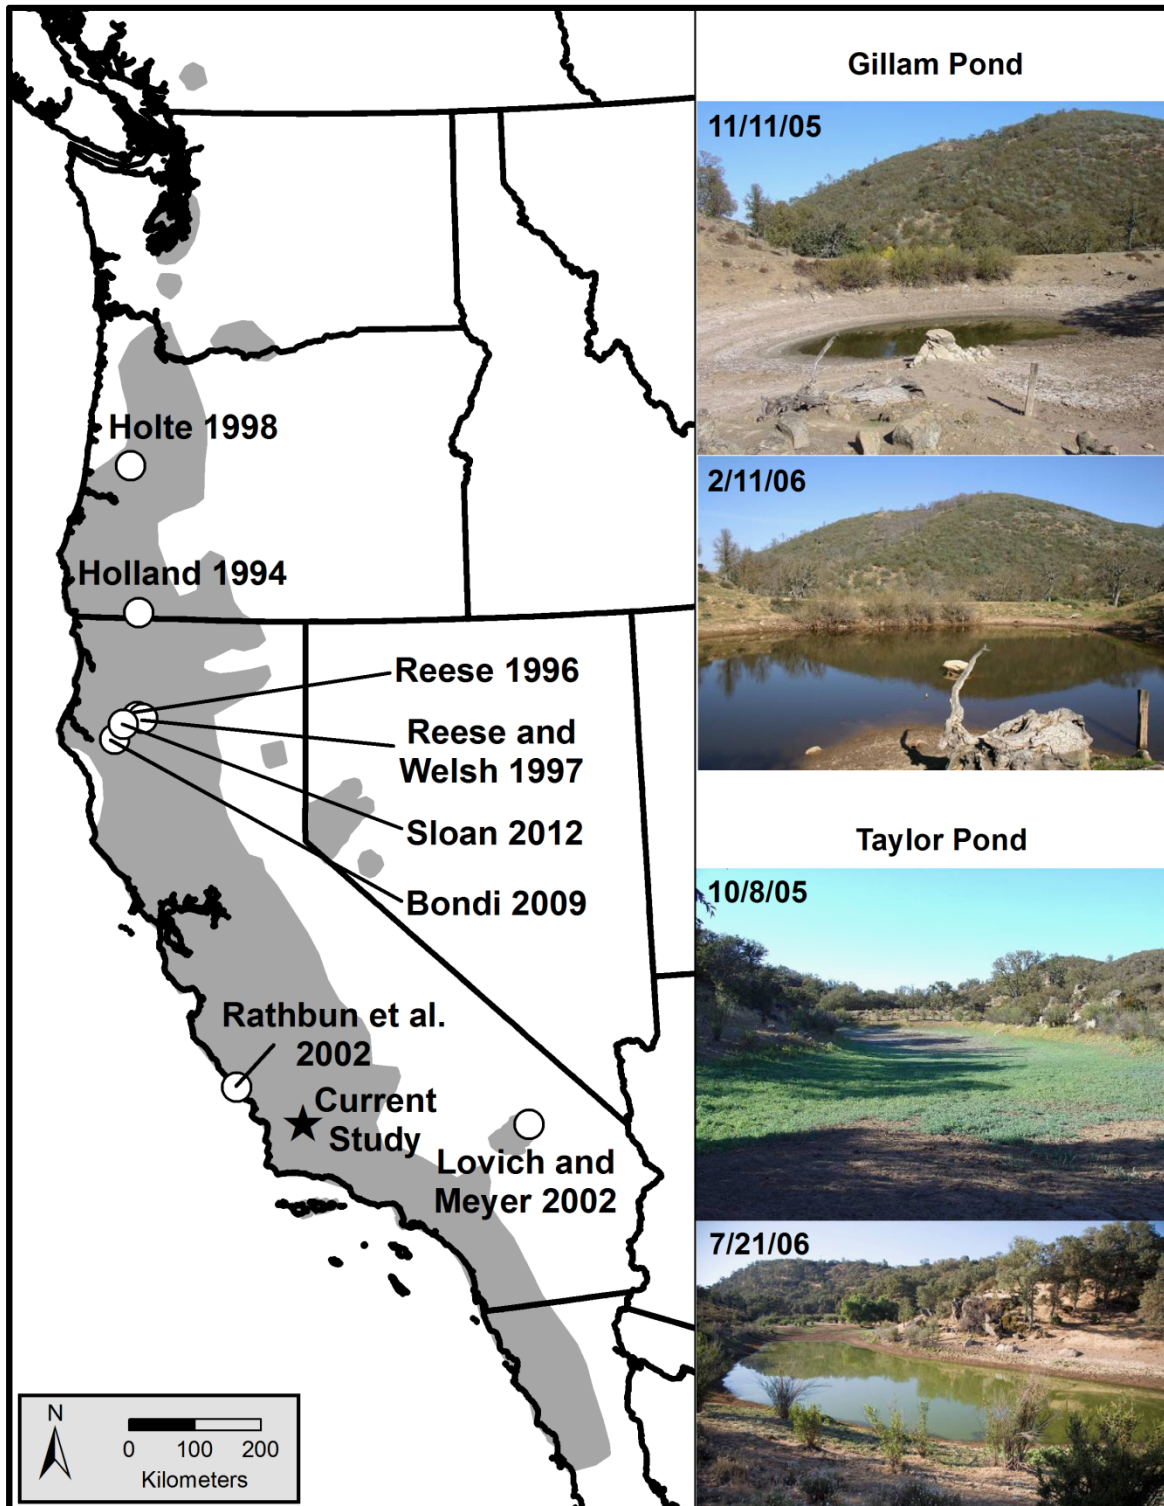 Holte 1998
Holland 1994
Reese 1996
Reese and
Welsh 1997
Sloan 2012
Bondi 2009
Rathbun et al.
2002
Current
Study
Lovich and
Meyer 2002
N
0 100 200
Kilometers
Gillam Pond
11/11/05
2/11/06
Taylor Pond
10/8/05
7/21/06